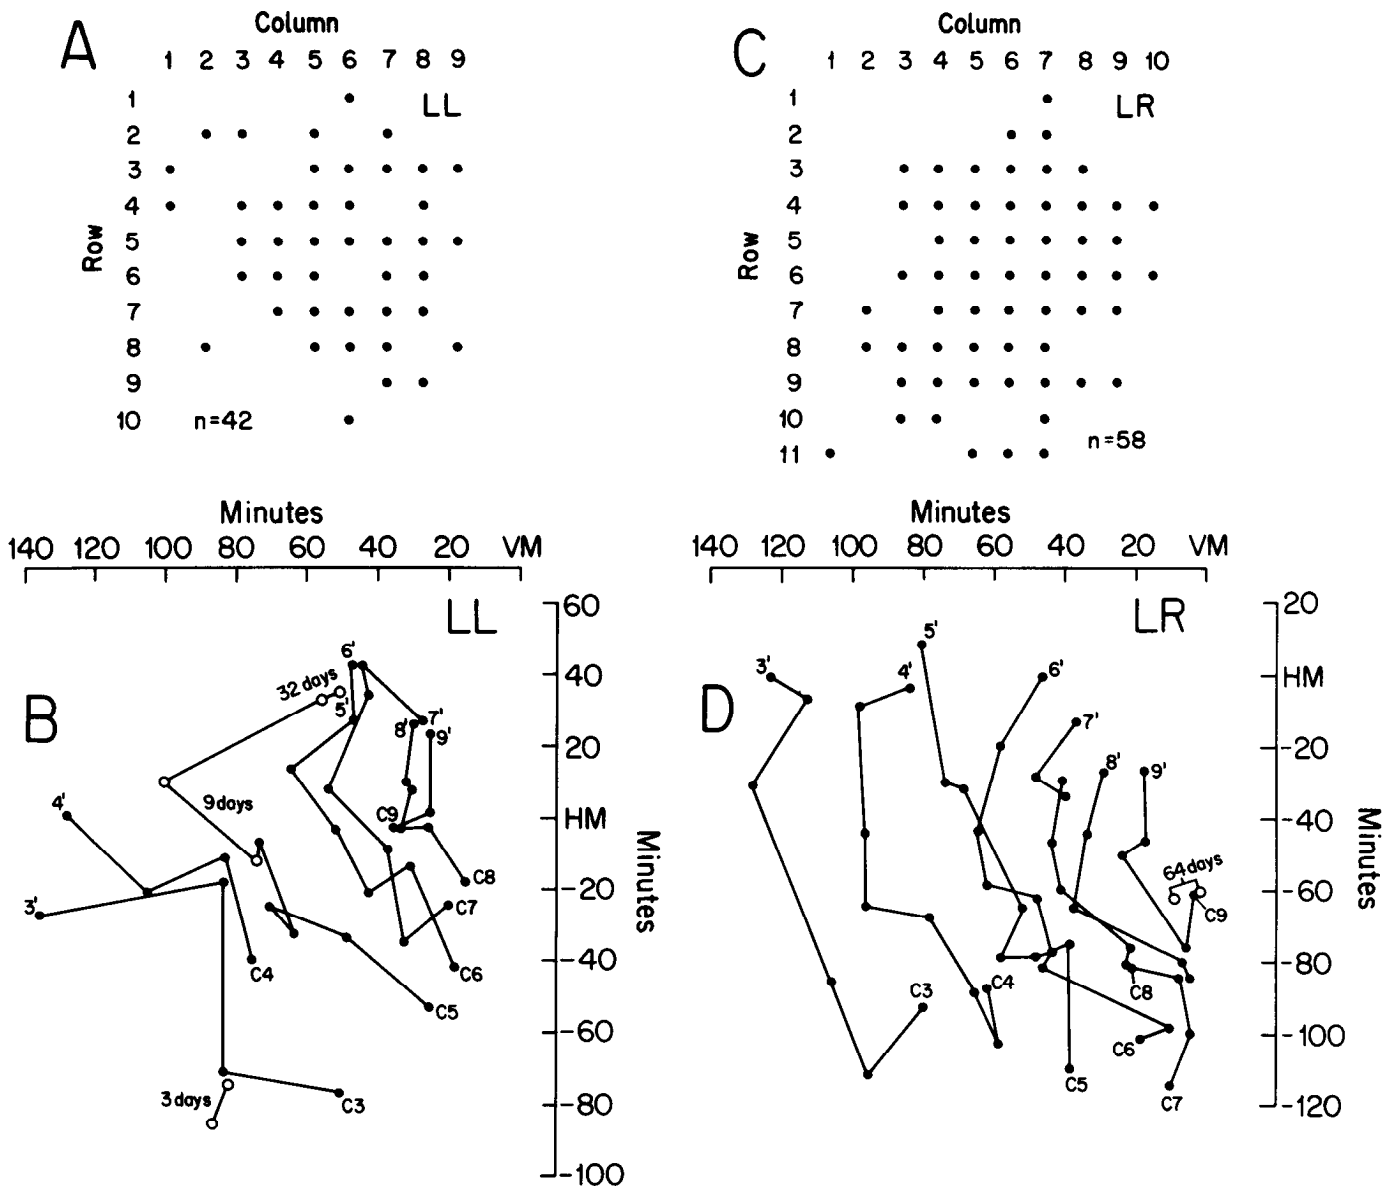 A
Column
1 2 3 4 5 6 7 8 9
LL
Row
1
2
3
4
5
6
7
8
9
10
n=42
C
Column
1 2 3 4 5 6 7 8 9 10
LR
Row
1
2
3
4
5
6
7
8
9
10
11
n=58
B
Minutes
140 120 100 80 60 40 20 VM
LL
60
40
20
HM
-20
-40
-60
-80
-100
Minutes
6'
32 days
5'
8' 7'
9'
9 days
4'
C9
3'
C8
C7
C4
C6
C5
3 days
C3
D
Minutes
140 120 100 80 60 40 20 VM
LR
20
HM
-20
-40
-60
-80
-100
-120
Minutes
5'
3'
4'
6'
7'
8'
9'
64 days
C9
C3
C4
C8
C6
C5
C7